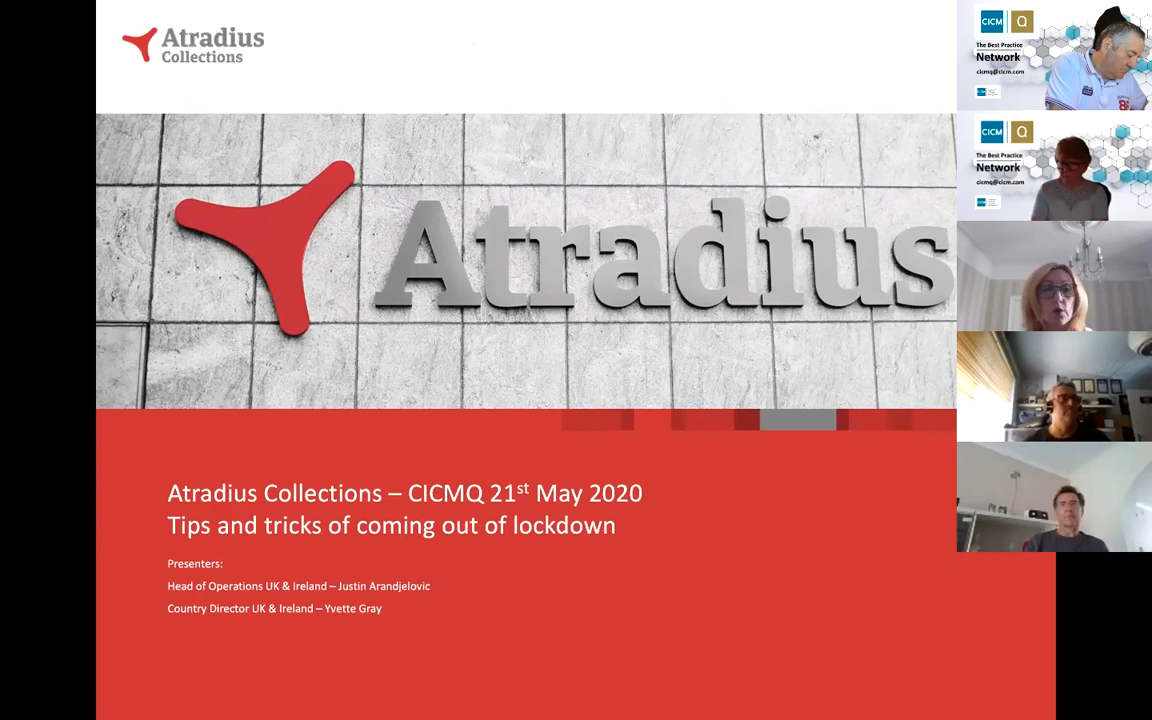 Atradius
Collections
Atradius
Atradius Collections – CICMQ 21st May 2020
Tips and tricks of coming out of lockdown
Presenters:
Head of Operations UK & Ireland – Justin Arandjelovic
Country Director UK & Ireland – Yvette Gray
CICM Q
The Best Practice
Network
cicmq@cicm.com
CICM Q
The Best Practice
Network
cicmq@cicm.com